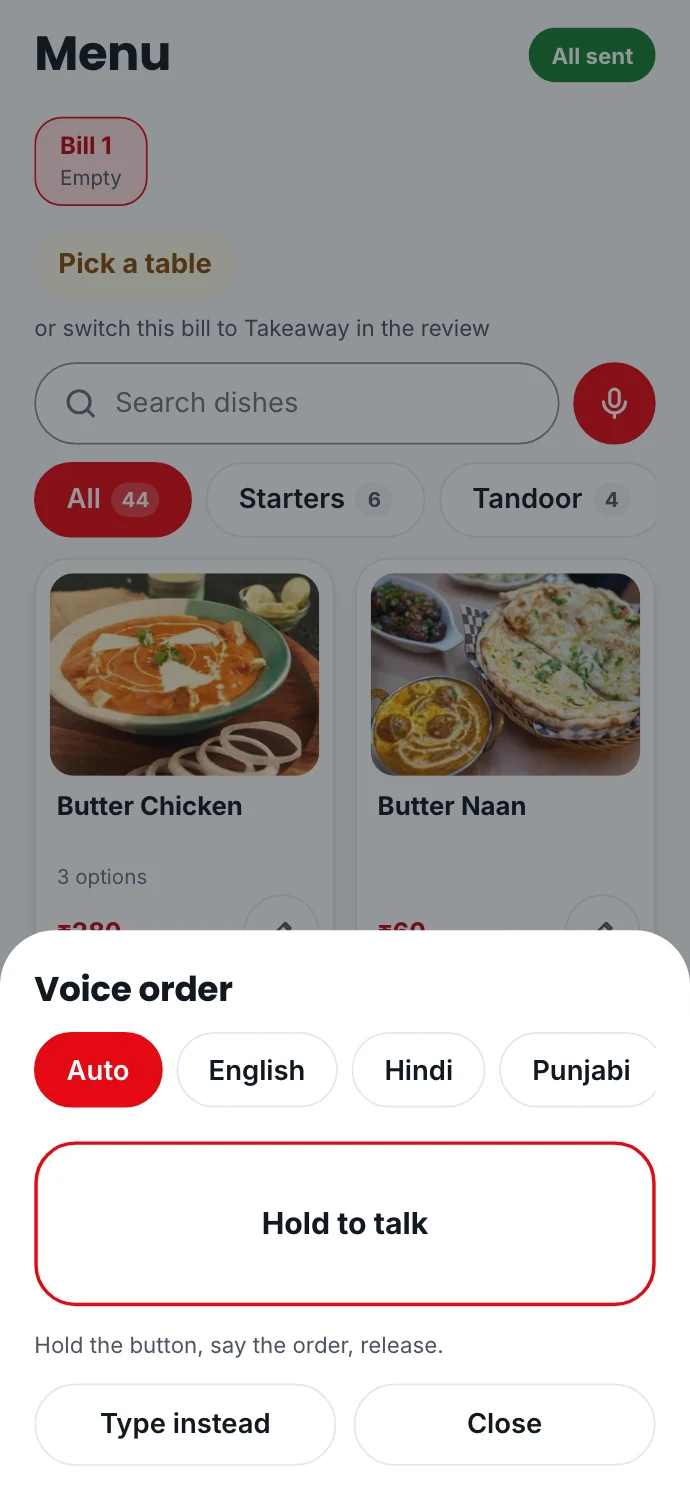 Menu
All sent
Bill 1
Empty
Pick a table
or switch this bill to Takeaway in the review
Search dishes
All 44
Starters 6
Tandoor 4
Butter Chicken
Butter Naan
3 options
₹280
₹60
Voice order
Auto
English
Hindi
Punjabi
Hold to talk
Hold the button, say the order, release.
Type instead
Close